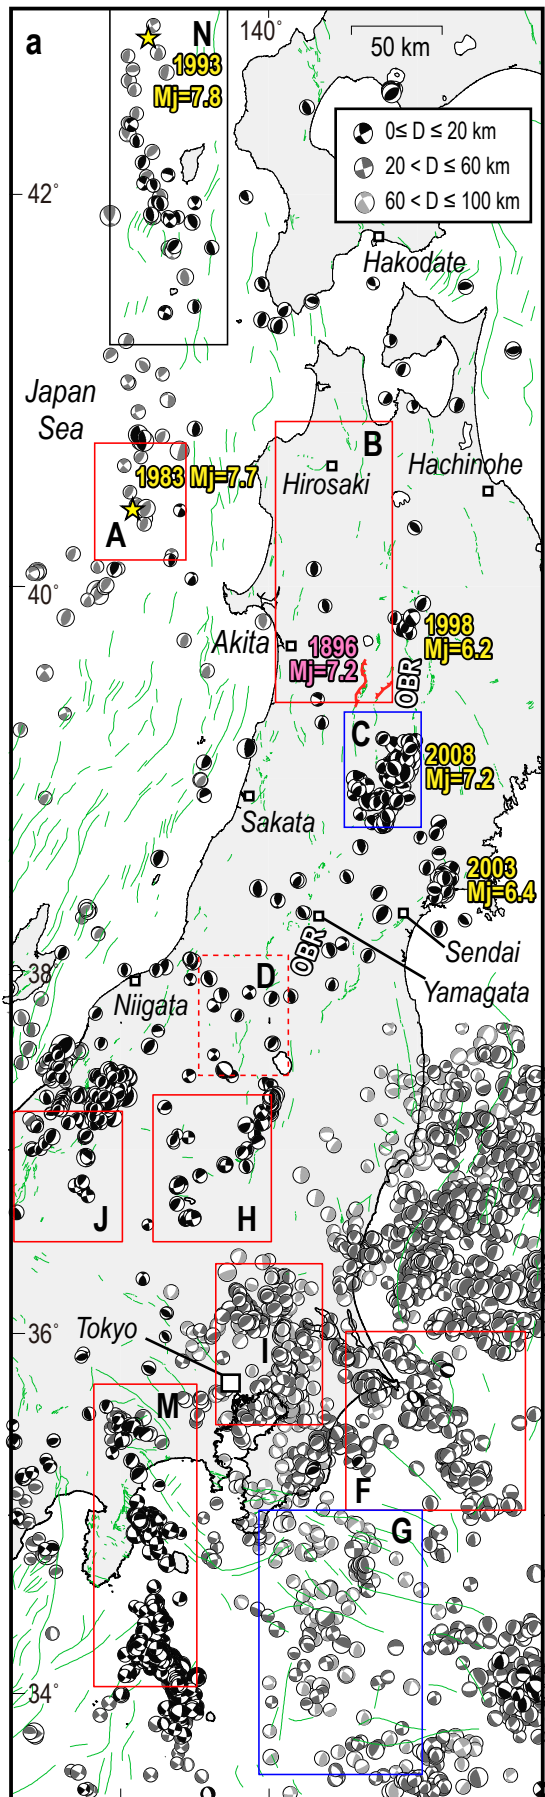 a
N
140°
50 km
1993
Mj=7.8
0≤ D ≤ 20 km
20 < D ≤ 60 km
60 < D ≤ 100 km
42°
Hakodate
Japan
Sea
B
Hachinohe
Hirosaki
1983 Mj=7.7
A
40°
Akita
1896
Mj=7.2
1998
Mj=6.2
OBR
C
2008
Mj=7.2
Sakata
2003
Mj=6.4
OBR
Sendai
38°
D
Yamagata
Niigata
J
H
36°
Tokyo
I
M
F
G
34°